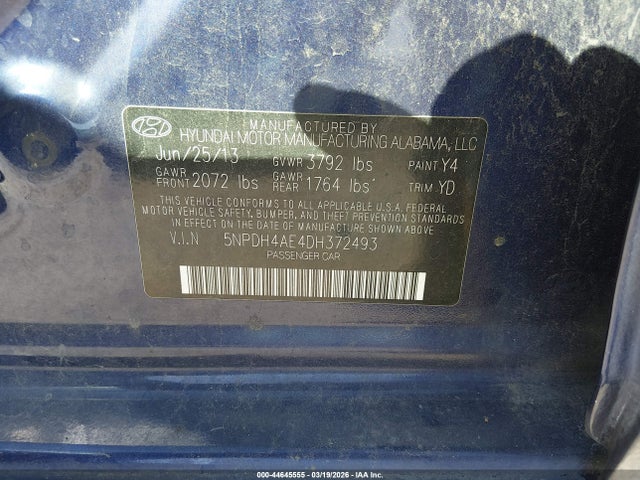 MANUFACTURED BY
HYUNDAI MOTOR MANUFACTURING ALABAMA, LLC
Jun/25/13 GVWR 3792 lbs PAINT Y4
GAWR FRONT 2072 lbs GAWR REAR 1764 lbs TRIM YD
THIS VEHICLE CONFORMS TO ALL APPLICABLE U.S.A. FEDERAL
MOTOR VEHICLE SAFETY, BUMPER, AND THEFT PREVENTION STANDARDS
IN EFFECT ON THE DATE OF MANUFACTURE SHOWN ABOVE.
V.I.N 5NPDH4AE4DH372493
PASSENGER CAR
000-44645555 | 03/19/2026 - IAA Inc.